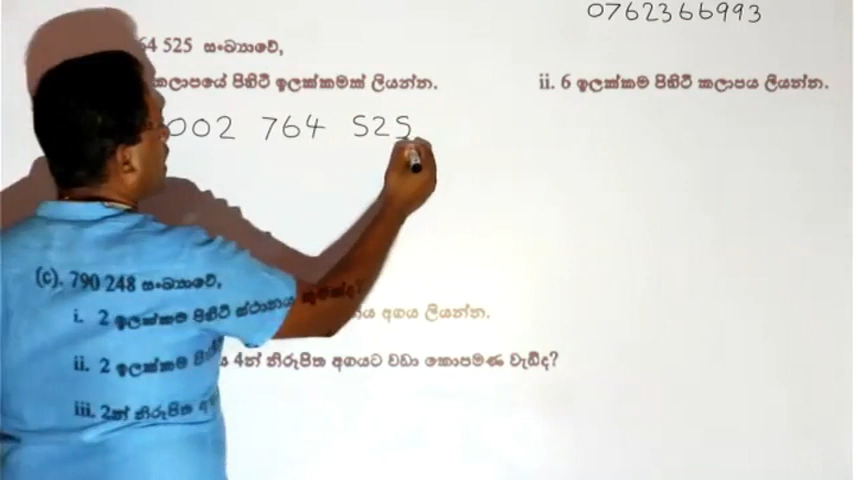 0762366993
64 525 සංඛ්‍යාවේ,
කලාපයේ පිහිටි ඉලක්කමක් ලියන්න.
ii. 6 ඉලක්කම පිහිටි කලාපය ලියන්න.
002 764 525
(c). 790 248 සංඛ්‍යාවේ,
i. 2 ඉලක්කම පිහිටි ස්ථානය කුමක්ද?
අගය ලියන්න.
ii. 2 ඉලක්කම
4න් නිරූපිත අගයට වඩා කොපමණ වැඩිද?
iii. 2න් නිරූපිත